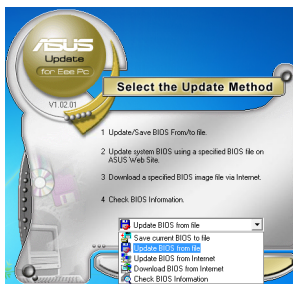 ASUS
Update
for Eee Pc
V1.02.01
Select the Update Method
1 Update/Save BIOS From/to file.
2 Update system BIOS using a specified BIOS file on
ASUS Web Site.
3 Download a specified BIOS image file via Internet.
4 Check BIOS Information.
Update BIOS from file
Save current BIOS to file
Update BIOS from file
Update BIOS from Internet
Download BIOS from Internet
Check BIOS Information